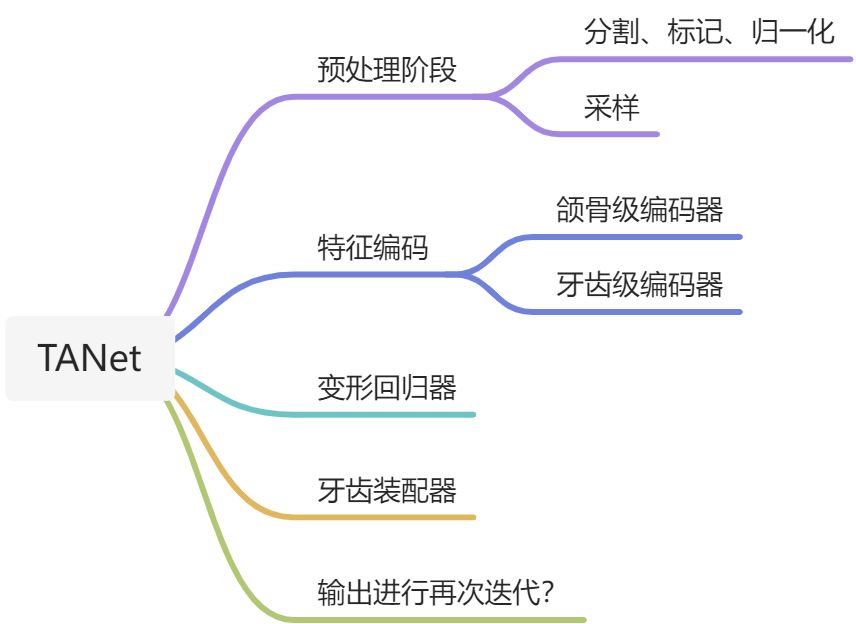 TANet
预处理阶段
分割、标记、归一化
采样
特征编码
颌骨级编码器
牙齿级编码器
变形回归器
牙齿装配器
输出进行再次迭代？